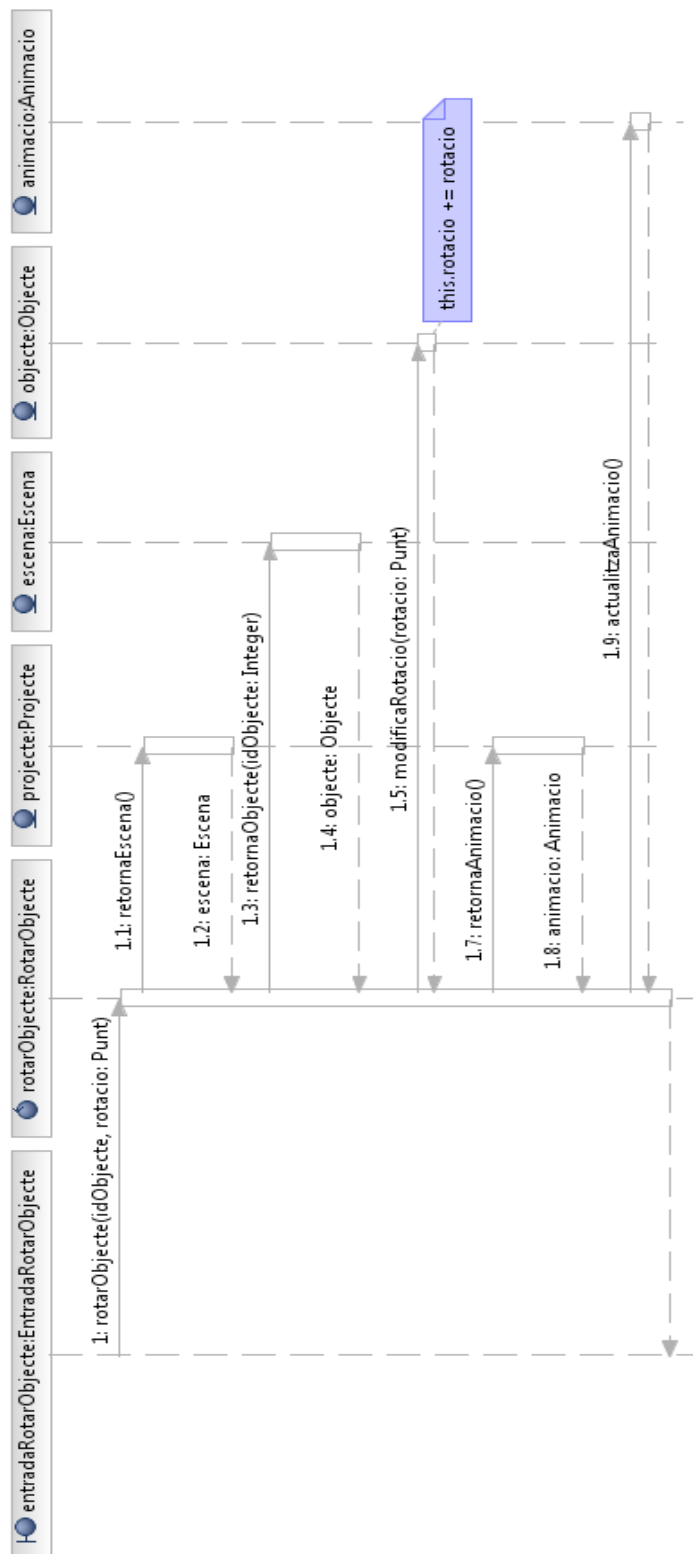 entradaRotarObjecte:EntradaRotarObjecte
rotarObjecte:RotarObjecte
projecte:Projecte
escena:Escena
objecte:Objecte
animacio:Animacio
1: rotarObjecte(idObjecte, rotacio: Punt)
1.1: retornaEscena()
1.2: escena: Escena
1.3: retornaObjecte(idObjecte: Integer)
1.4: objecte: Objecte
1.5: modificaRotacio(rotacio: Punt)
this.rotacio += rotacio
1.7: retornaAnimacio()
1.8: animacio: Animacio
1.9: actualitzaAnimacio()